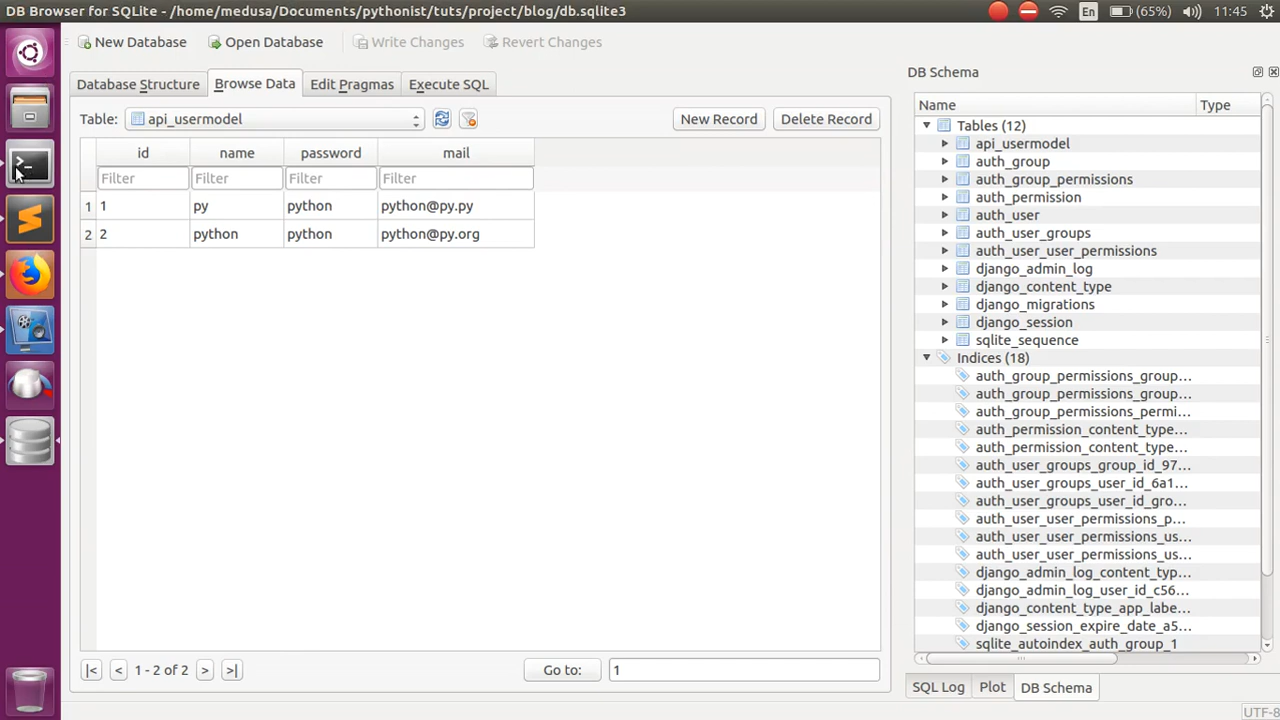 DB Browser for SQLite - /home/medusa/Documents/pythonist/tuts/project/blog/db.sqlite3
En
(65%)
11:45
New Database
Open Database
Write Changes
Revert Changes
Database Structure
Browse Data
Edit Pragmas
Execute SQL
Table:
api_usermodel
New Record
Delete Record
id name password mail
Filter Filter Filter Filter
1 1 py python python@py.py
2 2 python python python@py.org
|< < 1 - 2 of 2 > >|
Go to: 1
DB Schema
Name Type
Tables (12)
api_usermodel
auth_group
auth_group_permissions
auth_permission
auth_user
auth_user_groups
auth_user_user_permissions
django_admin_log
django_content_type
django_migrations
django_session
sqlite_sequence
Indices (18)
auth_group_permissions_group...
auth_group_permissions_group...
auth_group_permissions_permi...
auth_permission_content_type...
auth_permission_content_type...
auth_user_groups_group_id_97...
auth_user_groups_user_id_6a1...
auth_user_groups_user_id_gro...
auth_user_user_permissions_p...
auth_user_user_permissions_us...
auth_user_user_permissions_us...
django_admin_log_content_typ...
django_admin_log_user_id_c56...
django_content_type_app_labe...
django_session_expire_date_a5...
sqlite_autoindex_auth_group_1
SQL Log
Plot
DB Schema
UTF-8